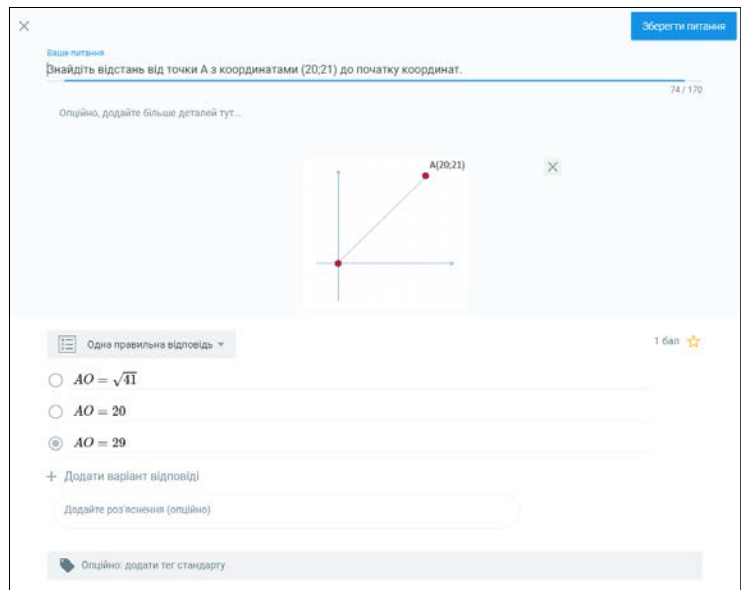 Зберегти питання
Ваше питання
Знайдіть відстань від точки A з координатами (20;21) до початку координат.
74 / 170
Опційно, додайте більше деталей тут...
A(20;21)
Одна правильна відповідь
1 бал
AO = √41
AO = 20
AO = 29
+ Додати варіант відповіді
Додайте роз'яснення (опційно)
Опційно: додати тег стандарту